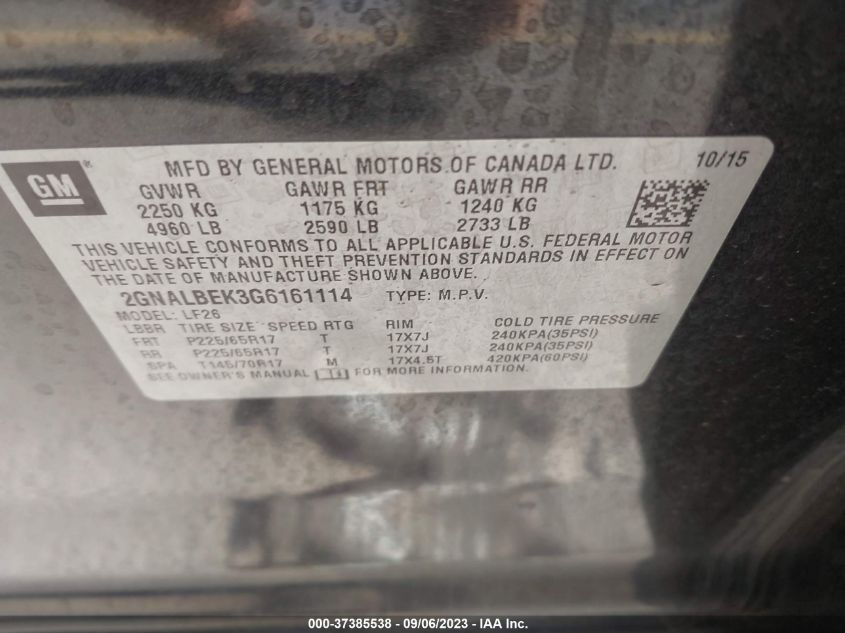 GM ® MFD BY GENERAL MOTORS OF CANADA LTD. 10/15
GVWR GAWR FRT GAWR RR
2250 KG 1175 KG 1240 KG
4960 LB 2590 LB 2733 LB
THIS VEHICLE CONFORMS TO ALL APPLICABLE U.S. FEDERAL MOTOR
VEHICLE SAFETY AND THEFT PREVENTION STANDARDS IN EFFECT ON
THE DATE OF MANUFACTURE SHOWN ABOVE.
2GNALBEK3G6161114 TYPE: M.P.V.
MODEL: LF26
LBBR TIRE SIZE SPEED RTG RIM COLD TIRE PRESSURE
FRT P225/65R17 T 17X7J 240KPA(35PSI)
RR P225/65R17 T 17X7J 240KPA(35PSI)
SPA T145/70R17 M 17X4.5T 420KPA(60PSI)
SEE OWNER'S MANUAL FOR MORE INFORMATION.
000-37385538 - 09/06/2023 - IAA Inc.